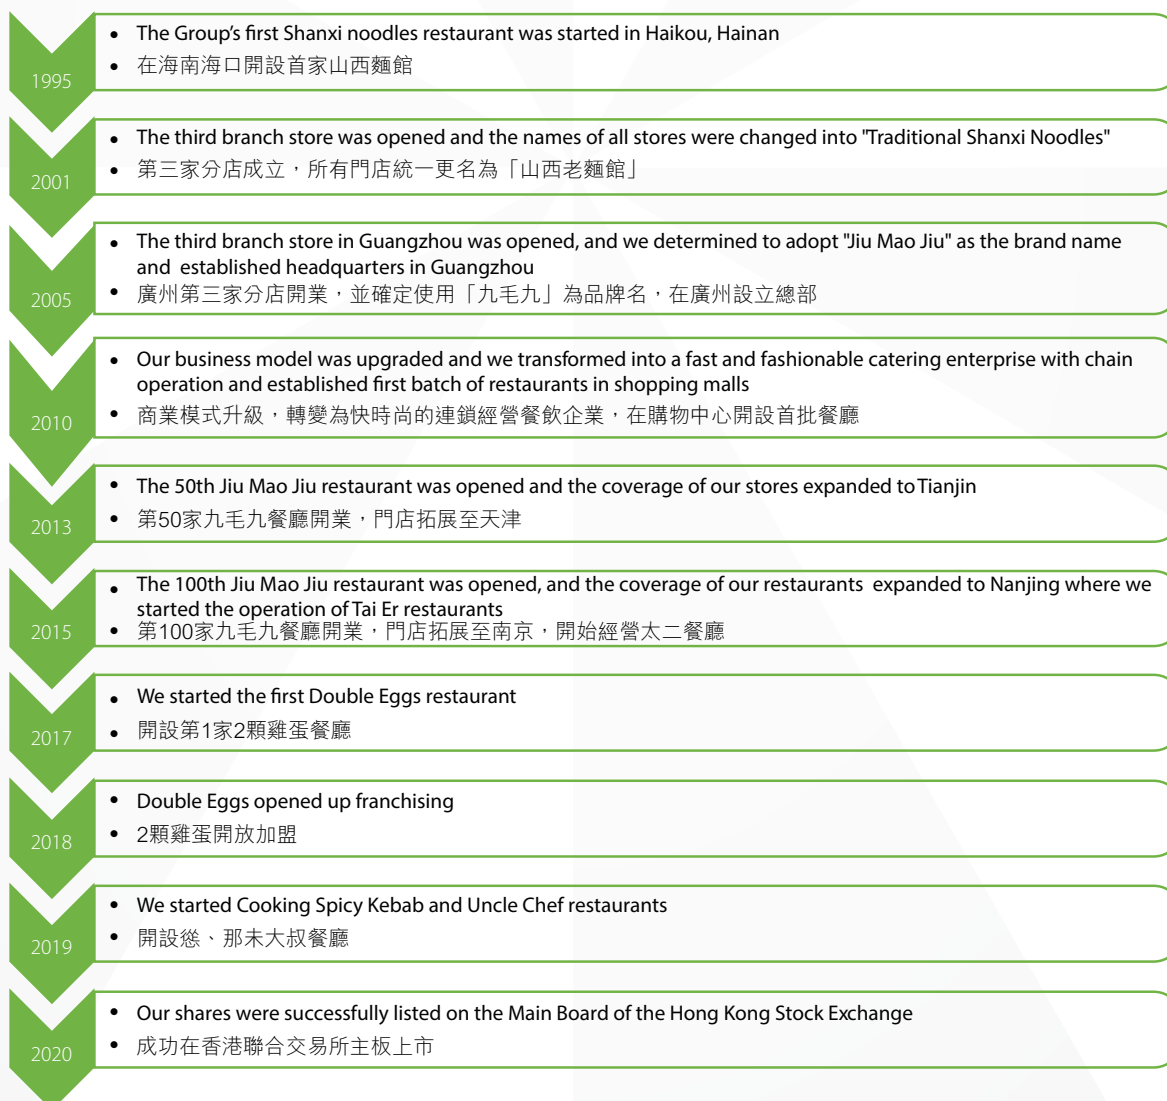 1995
• The Group's first Shanxi noodles restaurant was started in Haikou, Hainan
• 在海南海口開設首家山西麵館
2001
• The third branch store was opened and the names of all stores were changed into "Traditional Shanxi Noodles"
• 第三家分店成立，所有門店統一更名為「山西老麵館」
2005
• The third branch store in Guangzhou was opened, and we determined to adopt "Jiu Mao Jiu" as the brand name
and established headquarters in Guangzhou
• 廣州第三家分店開業，並確定使用「九毛九」為品牌名，在廣州設立總部
2010
• Our business model was upgraded and we transformed into a fast and fashionable catering enterprise with chain
operation and established first batch of restaurants in shopping malls
• 商業模式升級，轉變為快時尚的連鎖經營餐飲企業，在購物中心開設首批餐廳
2013
• The 50th Jiu Mao Jiu restaurant was opened and the coverage of our stores expanded to Tianjin
• 第50家九毛九餐廳開業，門店拓展至天津
2015
• The 100th Jiu Mao Jiu restaurant was opened, and the coverage of our restaurants expanded to Nanjing where we
started the operation of Tai Er restaurants
• 第100家九毛九餐廳開業，門店拓展至南京，開始經營太二餐廳
2017
• We started the first Double Eggs restaurant
• 開設第1家2顆雞蛋餐廳
2018
• Double Eggs opened up franchising
• 2顆雞蛋開放加盟
2019
• We started Cooking Spicy Kebab and Uncle Chef restaurants
• 開設慫、那未大叔餐廳
2020
• Our shares were successfully listed on the Main Board of the Hong Kong Stock Exchange
• 成功在香港聯合交易所主板上市